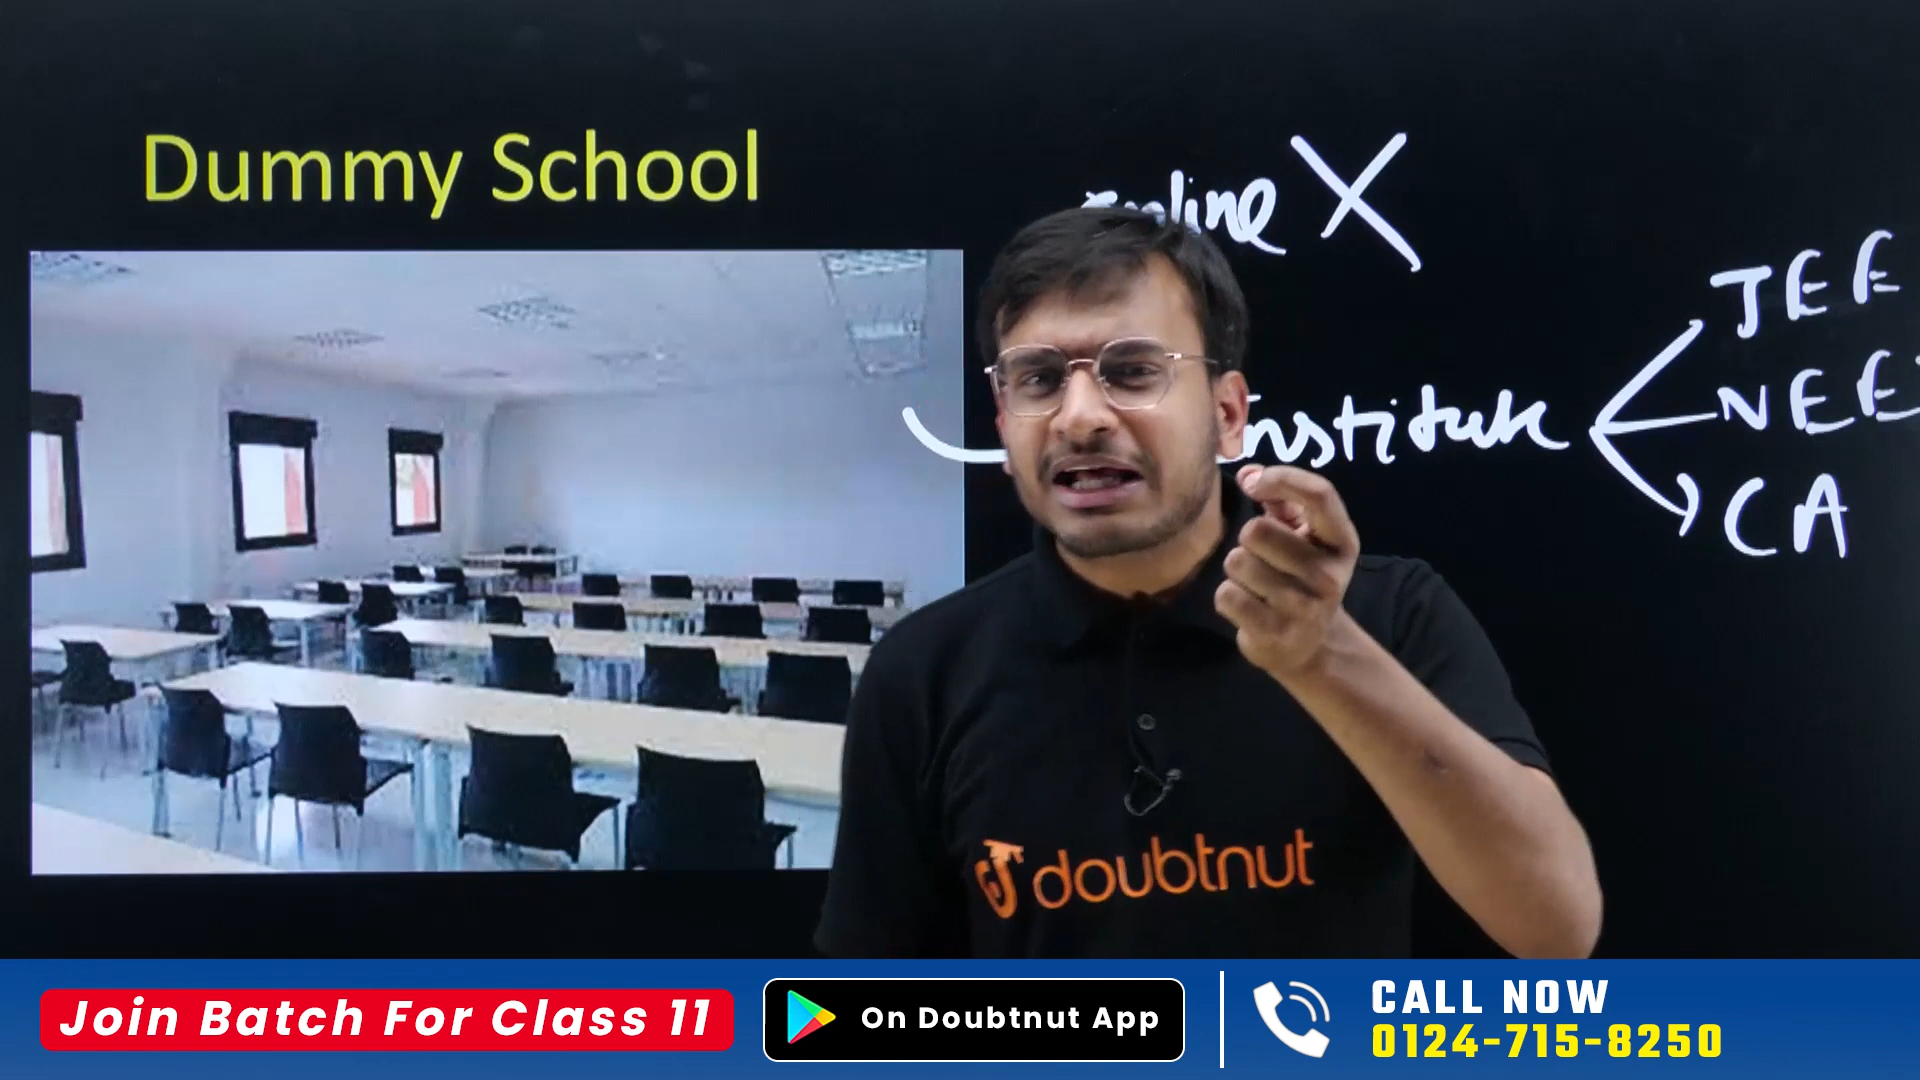 Dummy School
X
JEE
NEE
CA
doubtnut
Join Batch For Class 11
On Doubtnut App
CALL NOW
0124-715-8250